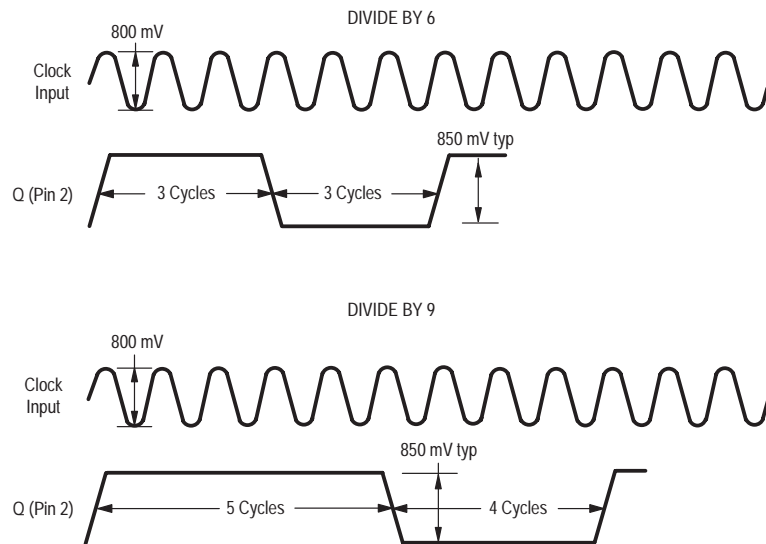 DIVIDE BY 6
800 mV
Clock
Input
850 mV typ
Q (Pin 2)
3 Cycles
3 Cycles
DIVIDE BY 9
800 mV
Clock
Input
850 mV typ
Q (Pin 2)
5 Cycles
4 Cycles